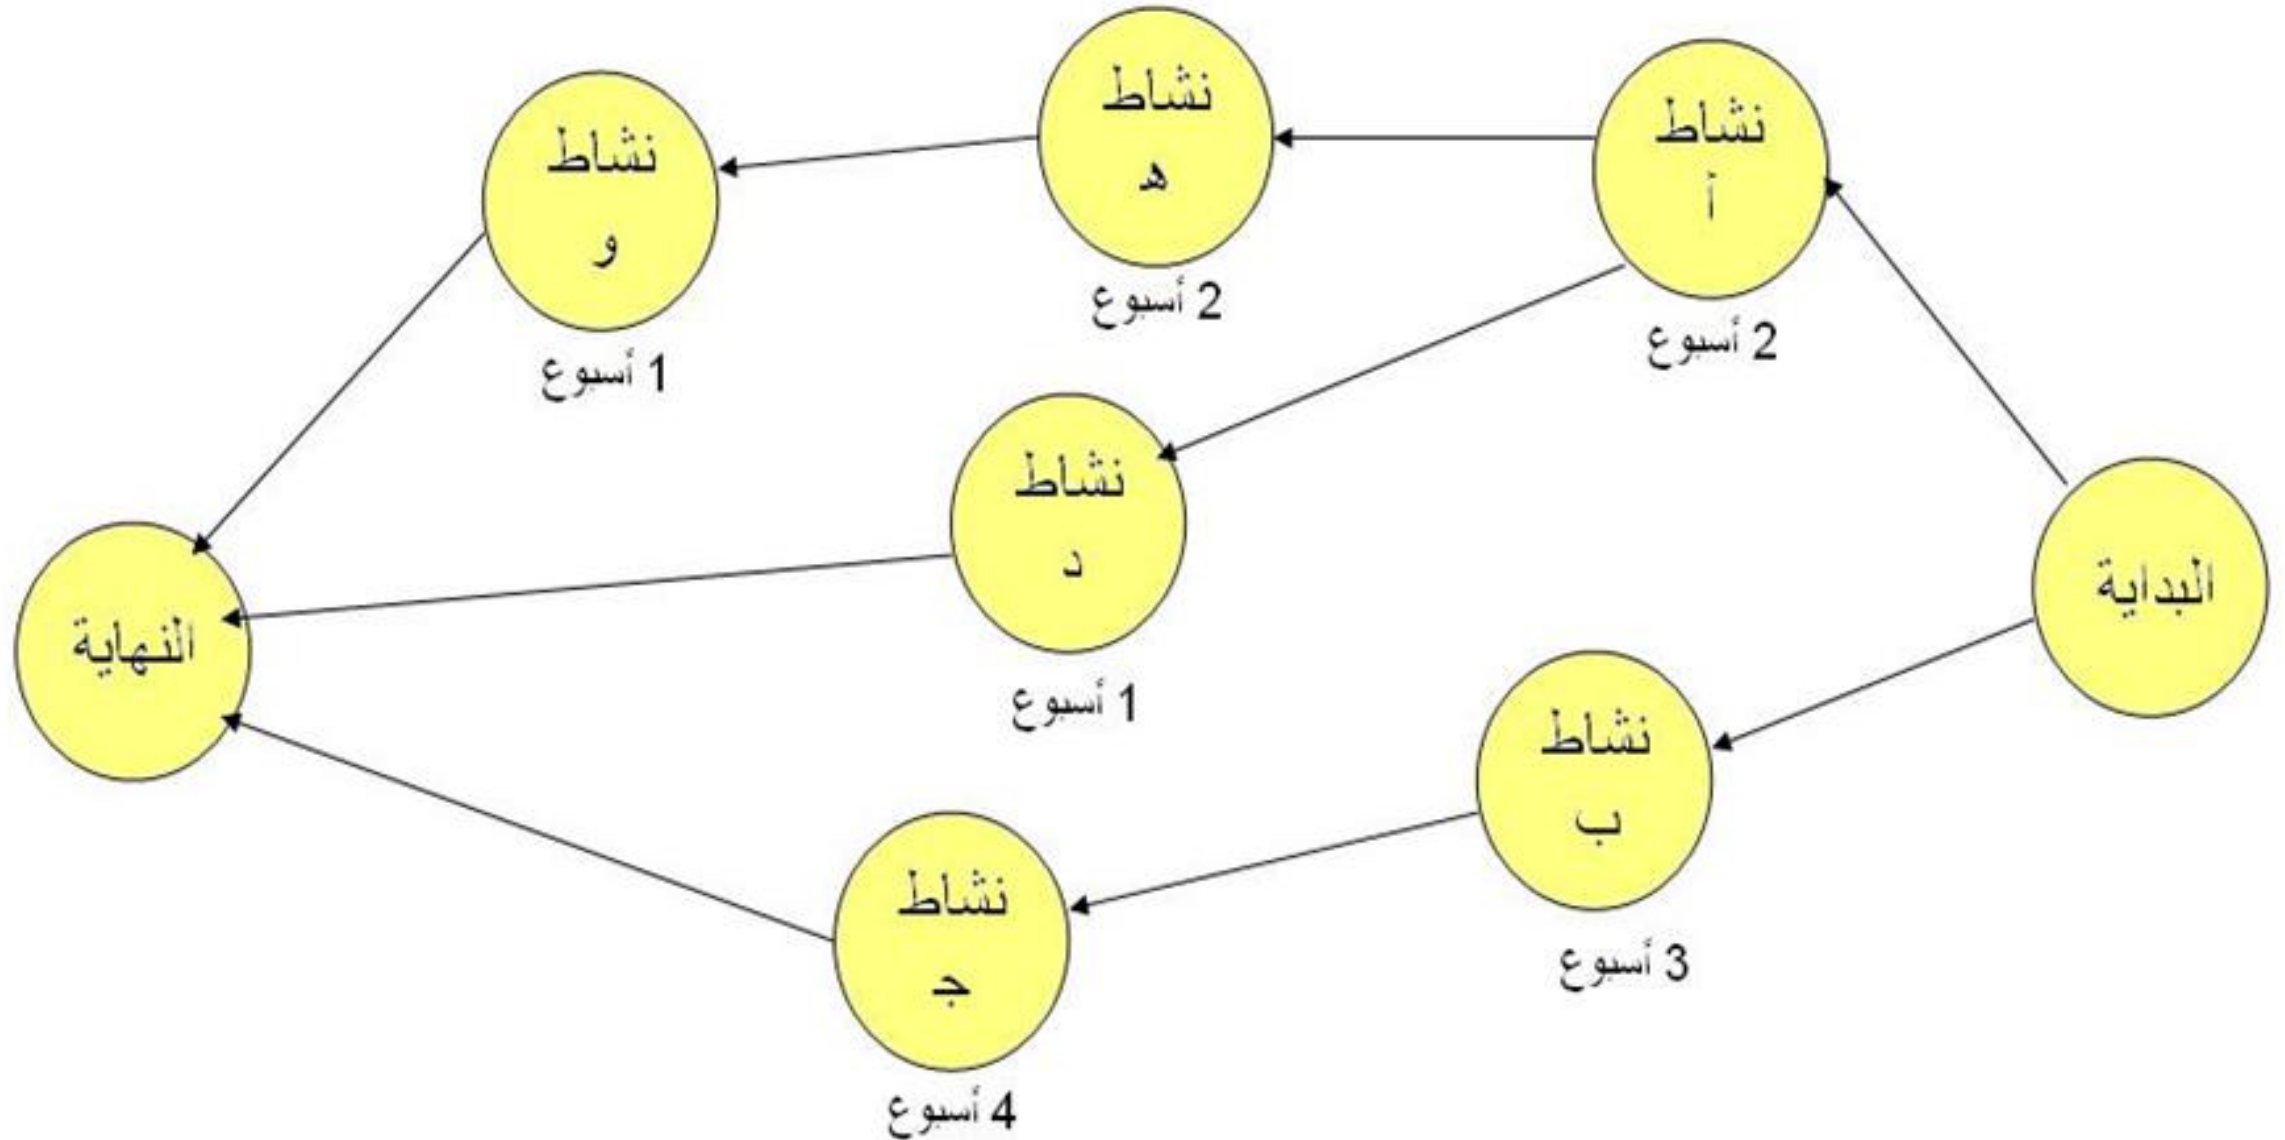 البداية
نشاط
أ
2 أسبوع
نشاط
هـ
2 أسبوع
نشاط
و
1 أسبوع
نشاط
د
1 أسبوع
نشاط
ب
3 أسبوع
نشاط
جـ
4 أسبوع
النهاية